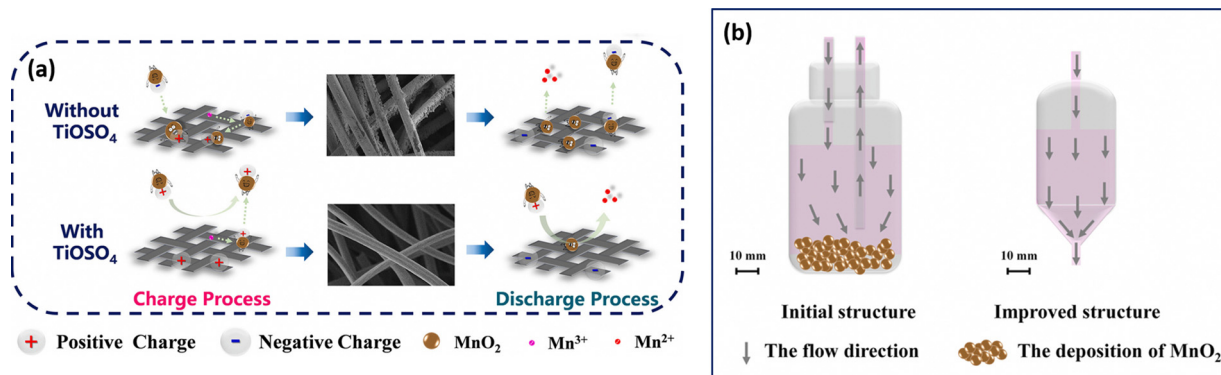 (a)
Without
TiOSO₄
With
TiOSO₄
Charge Process
Discharge Process
+ Positive Charge
- Negative Charge
MnO₂
Mn³⁺
Mn²⁺
(b)
10 mm
10 mm
Initial structure
Improved structure
The flow direction
The deposition of MnO₂